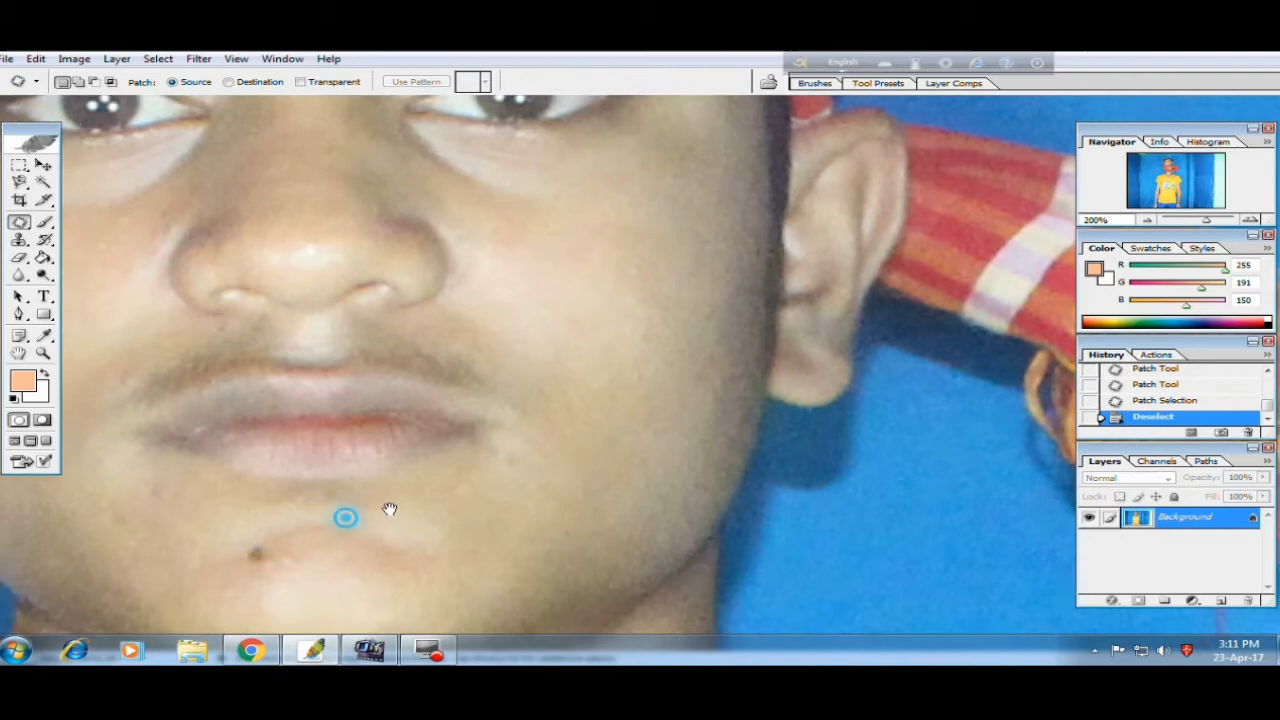 File Edit Image Layer Select Filter View Window Help
English
Patch: Source Destination Transparent Use Pattern
Brushes Tool Presets Layer Comps
Navigator Info Histogram
200%
Color Swatches Styles
R 255
G 191
B 150
History Actions
Patch Tool
Patch Tool
Patch Selection
Deselect
Layers Channels Paths
Normal Opacity: 100%
Lock: Fill: 100%
Background
T
3:11 PM
23-Apr-17